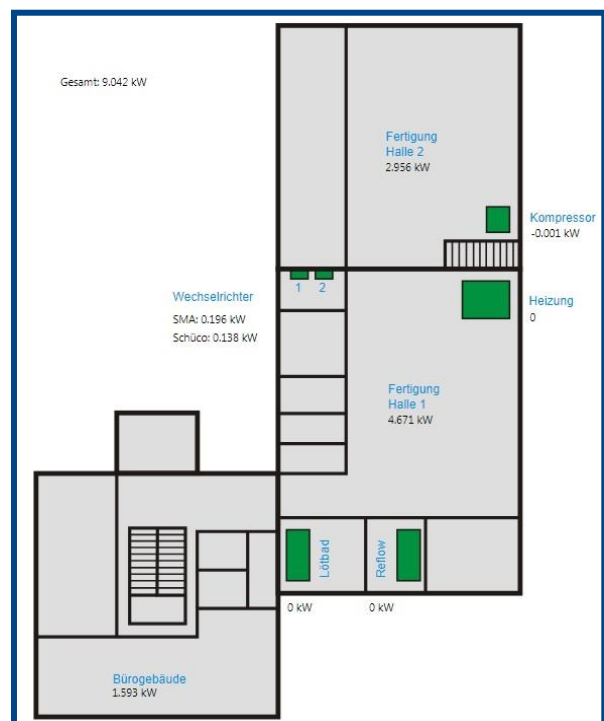 Gesamt: 9.042 kW
Fertigung
Halle 2
2.956 kW
Kompressor
-0.001 kW
1 2
Wechselrichter
SMA: 0.196 kW
Schüco: 0.138 kW
Heizung
0
Fertigung
Halle 1
4.671 kW
Lötbad
Reflow
0 kW
0 kW
Bürogebäude
1.593 kW